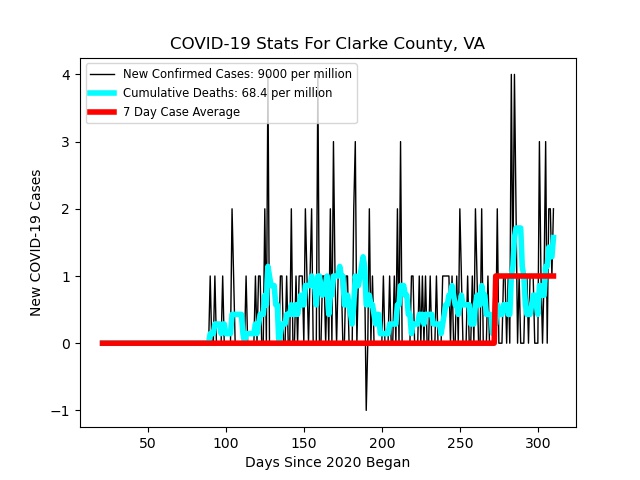 COVID-19 Stats For Clarke County, VA
New Confirmed Cases: 9000 per million
Cumulative Deaths: 68.4 per million
7 Day Case Average
New COVID-19 Cases
4
3
2
1
0
−1
50 100 150 200 250 300
Days Since 2020 Began